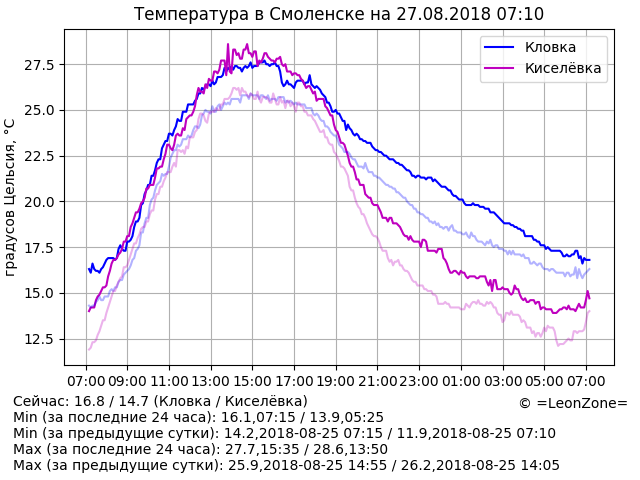 Температура в Смоленске на 27.08.2018 07:10
градусов Цельсия, °C
27.5
25.0
22.5
20.0
17.5
15.0
12.5
Кловка
Киселёвка
07:00 09:00 11:00 13:00 15:00 17:00 19:00 21:00 23:00 01:00 03:00 05:00 07:00
Сейчас: 16.8 / 14.7 (Кловка / Киселёвка)
© =LeonZone=
Min (за последние 24 часа): 16.1,07:15 / 13.9,05:25
Min (за предыдущие сутки): 14.2,2018-08-25 07:15 / 11.9,2018-08-25 07:10
Max (за последние 24 часа): 27.7,15:35 / 28.6,13:50
Max (за предыдущие сутки): 25.9,2018-08-25 14:55 / 26.2,2018-08-25 14:05